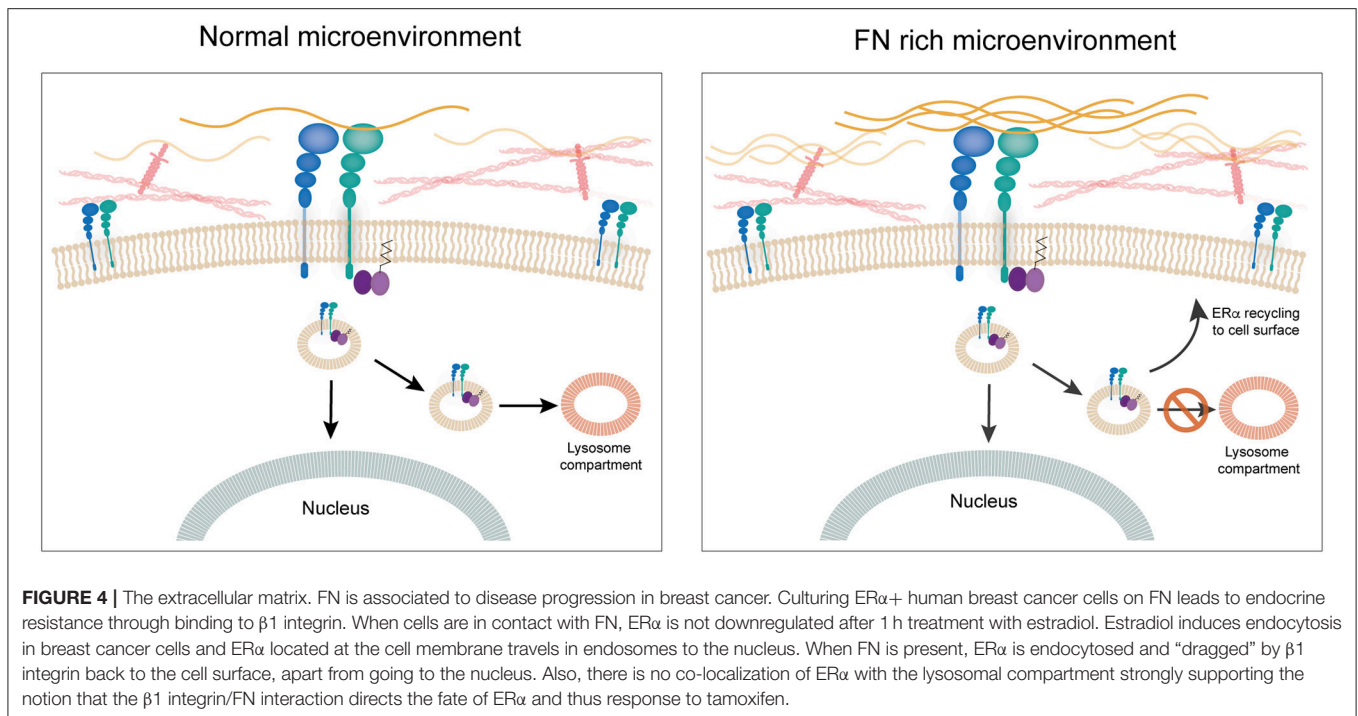 Normal microenvironment
FN rich microenvironment
Lysosome
compartment
Nucleus
ERα recycling
to cell surface
Lysosome
compartment
Nucleus
FIGURE 4 | The extracellular matrix. FN is associated to disease progression in breast cancer. Culturing ERα+ human breast cancer cells on FN leads to endocrine
resistance through binding to β1 integrin. When cells are in contact with FN, ERα is not downregulated after 1 h treatment with estradiol. Estradiol induces endocytosis
in breast cancer cells and ERα located at the cell membrane travels in endosomes to the nucleus. When FN is present, ERα is endocytosed and “dragged” by β1
integrin back to the cell surface, apart from going to the nucleus. Also, there is no co-localization of ERα with the lysosomal compartment strongly supporting the
notion that the β1 integrin/FN interaction directs the fate of ERα and thus response to tamoxifen.